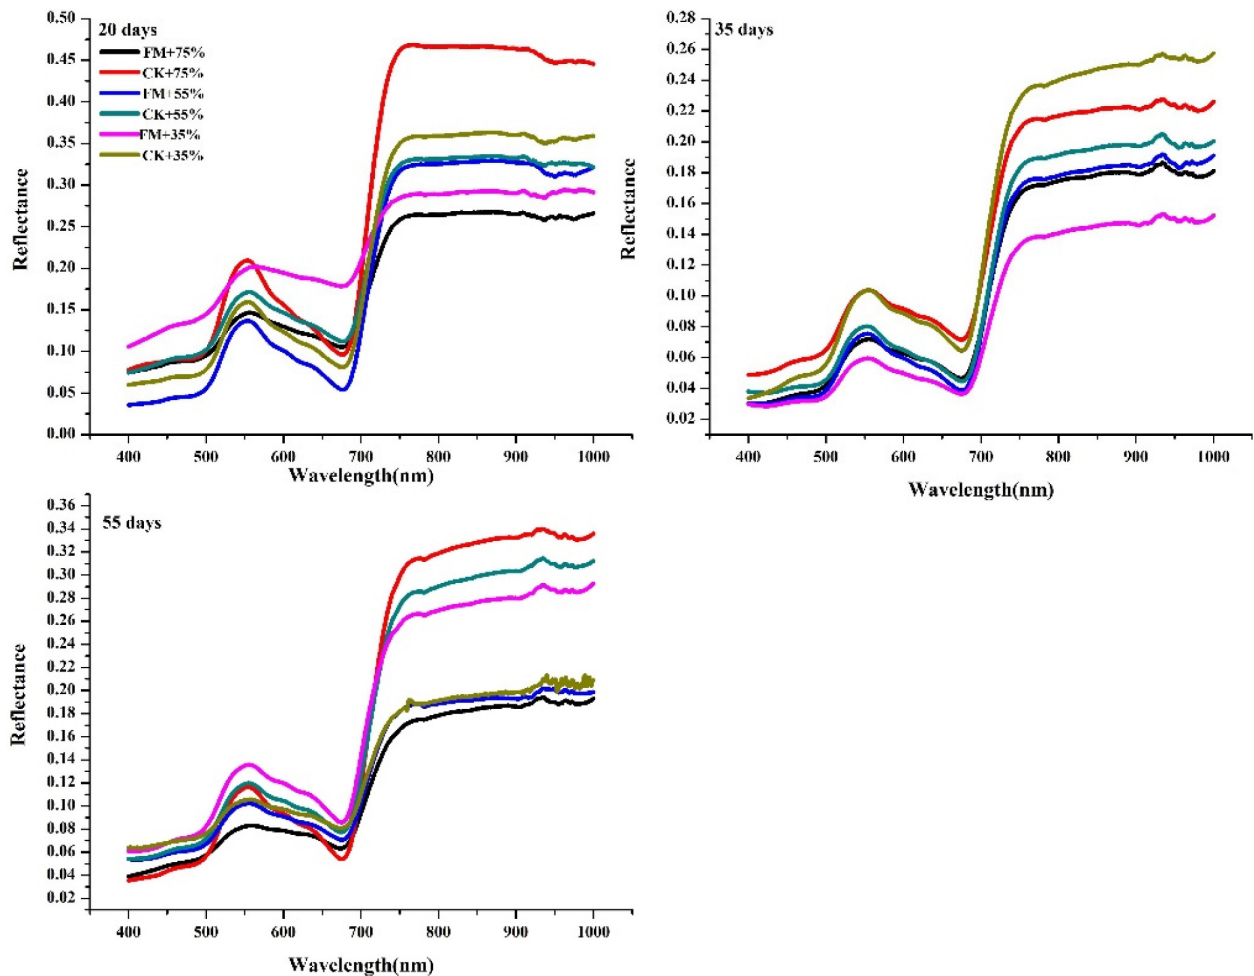 20 days
FM+75%
CK+75%
FM+55%
CK+55%
FM+35%
CK+35%
0.50
0.45
0.40
0.35
0.30
0.25
0.20
0.15
0.10
0.05
0.00
Reflectance
400 500 600 700 800 900 1000
Wavelength(nm)
35 days
0.28
0.26
0.24
0.22
0.20
0.18
0.16
0.14
0.12
0.10
0.08
0.06
0.04
0.02
Reflectance
400 500 600 700 800 900 1000
Wavelength(nm)
55 days
0.36
0.34
0.32
0.30
0.28
0.26
0.24
0.22
0.20
0.18
0.16
0.14
0.12
0.10
0.08
0.06
0.04
0.02
Reflectance
400 500 600 700 800 900 1000
Wavelength(nm)